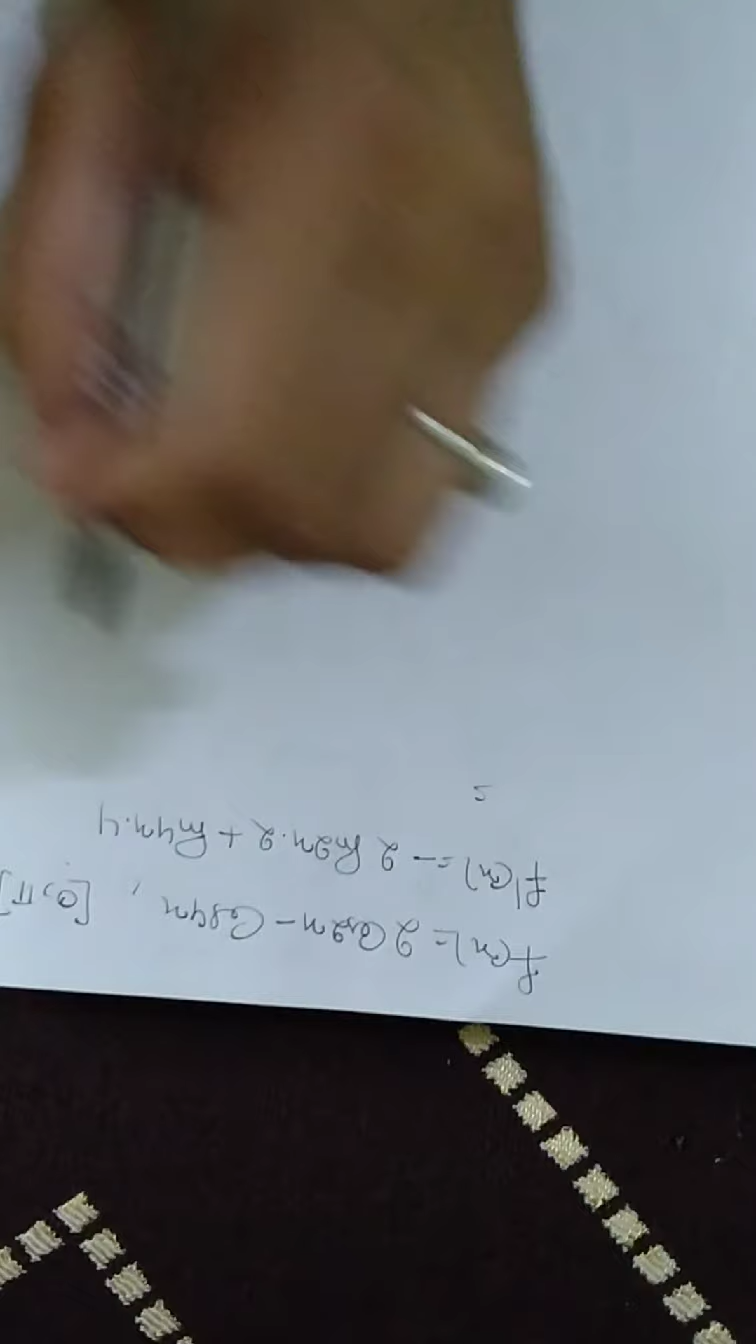 f(x) = 2 Cos2x - Cos4x , [0, π]
f'(x) = - 2 Sin2x.2 + Sin4x.4
=